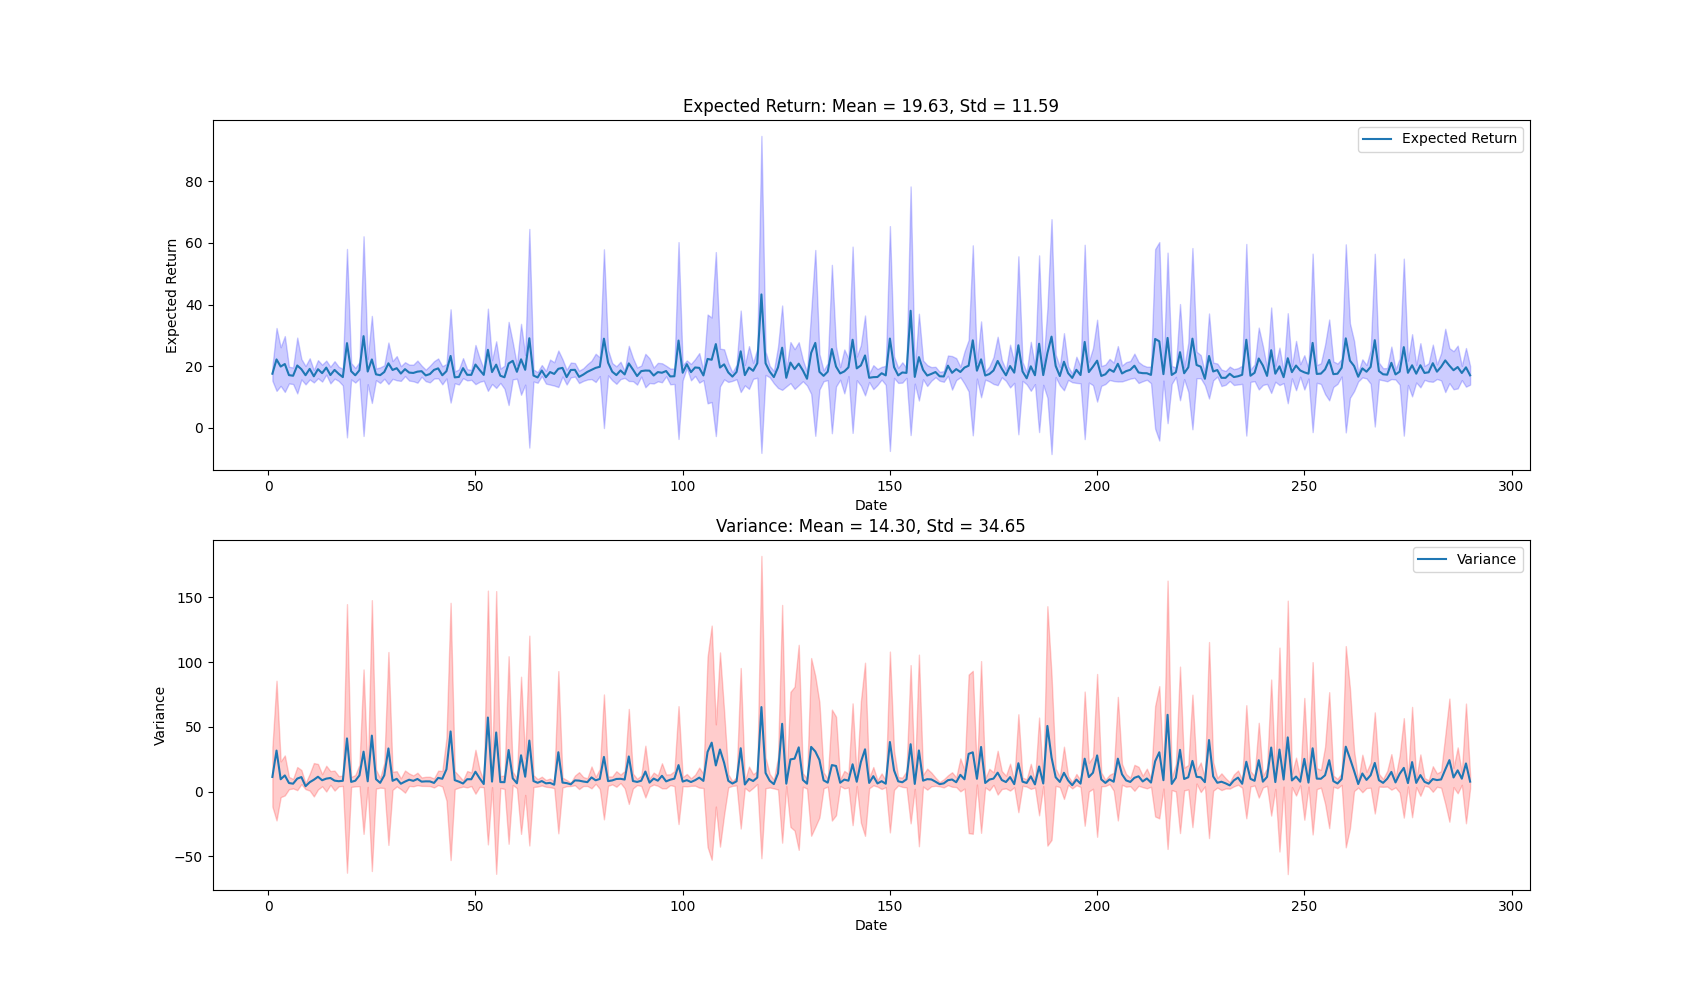 Expected Return: Mean = 19.63, Std = 11.59
Expected Return
80
60
40
20
0
Expected Return
0 50 100 150 200 250 300
Date
Variance: Mean = 14.30, Std = 34.65
Variance
150
100
50
0
−50
Variance
0 50 100 150 200 250 300
Date